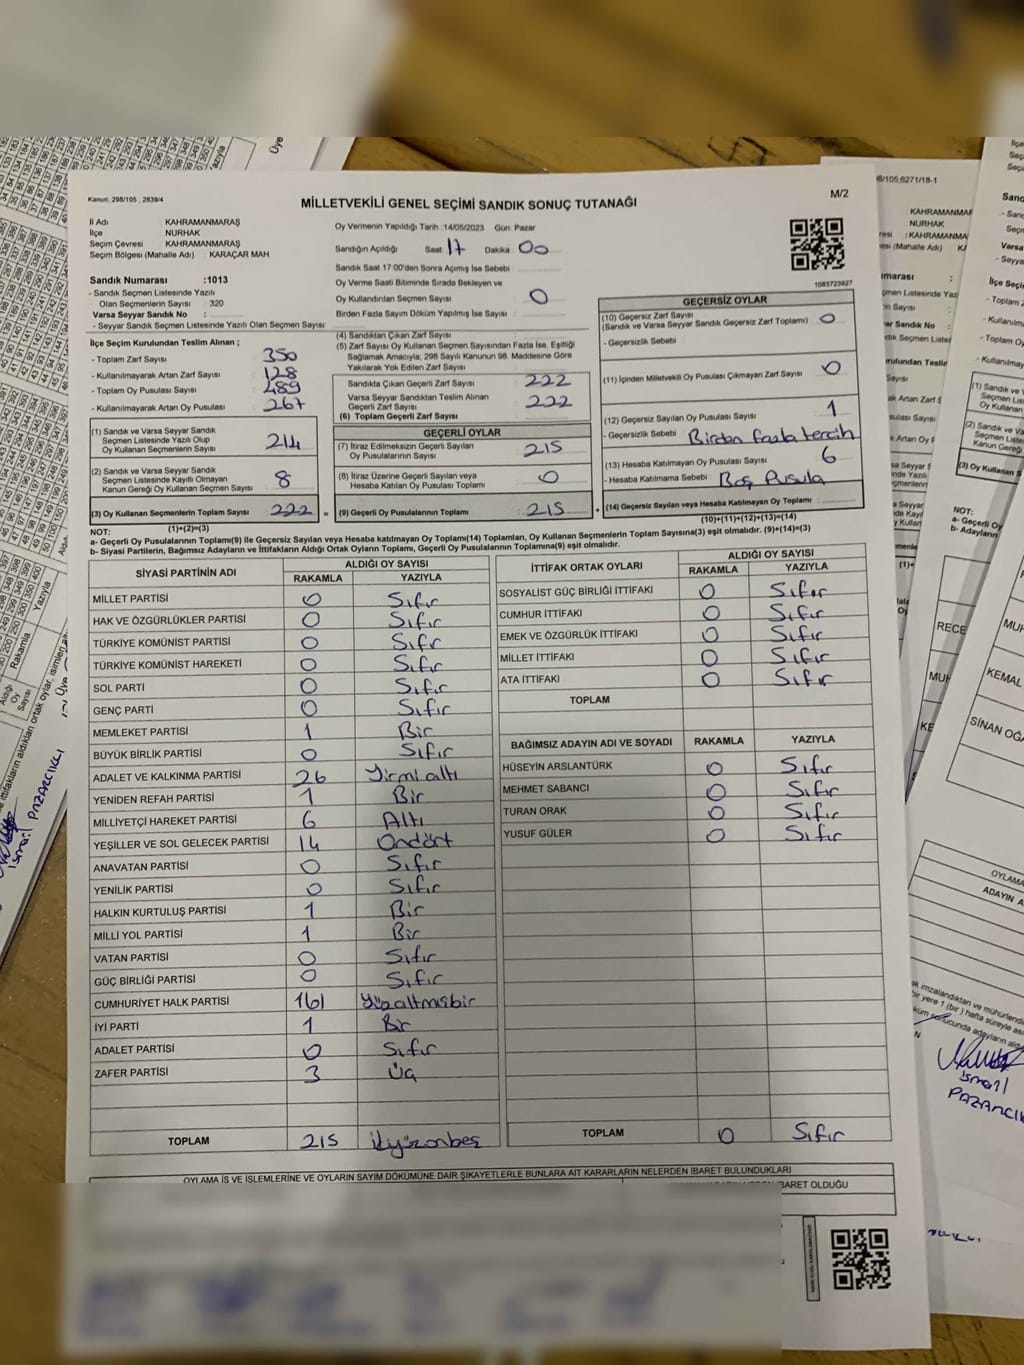 Kanun: 298/105 , 2839/4
M/2
MİLLETVEKİLİ GENEL SEÇİMİ SANDIK SONUÇ TUTANAĞI
İl Adı : KAHRAMANMARAŞ
İlçe : NURHAK
Seçim Çevresi : KAHRAMANMARAŞ
Seçim Bölgesi (Mahalle Adı) : KARAÇAR MAH
Sandık Numarası :1013
- Sandık Seçmen Listesinde Yazılı
Olan Seçmenlerin Sayısı : 320
Varsa Seyyar Sandık No :
- Seyyar Sandık Seçmen Listesinde Yazılı Olan Seçmen Sayısı :
Oy Vermenin Yapıldığı Tarih :14/05/2023 Gün: Pazar
Sandığın Açıldığı Saat 17 Dakika 00
Sandık Saat 17:00'den Sonra Açılmış İse Sebebi :
Oy Verme Saati Bitiminde Sırada Bekleyen ve
Oy Kullandırılan Seçmen Sayısı : 0
Birden Fazla Sayım Döküm Yapılmış İse Sayısı :
1083723927
İlçe Seçim Kurulundan Teslim Alınan ;
- Toplam Zarf Sayısı : 350
- Kullanılmayarak Artan Zarf Sayısı : 128
- Toplam Oy Pusulası Sayısı : 489
- Kullanılmayarak Artan Oy Pusulası : 267
(1) Sandık ve Varsa Seyyar Sandık
Seçmen Listesinde Yazılı Olup
Oy Kullanan Seçmenlerin Sayısı : 214
(2) Sandık ve Varsa Seyyar Sandık
Seçmen Listesinde Kayıtlı Olmayan
Kanun Gereği Oy Kullanan Seçmen Sayısı : 8
(3) Oy Kullanan Seçmenlerin Toplam Sayısı : 222 =
(4) Sandıktan Çıkan Zarf Sayısı :
(5) Zarf Sayısı Oy Kullanan Seçmen Sayısından Fazla İse, Eşitliği
Sağlamak Amacıyla, 298 Sayılı Kanunun 98. Maddesine Göre
Yakılarak Yok Edilen Zarf Sayısı :
Sandıkta Çıkan Geçerli Zarf Sayısı : 222
Varsa Seyyar Sandıktan Teslim Alınan
Geçerli Zarf Sayısı : 222
(6) Toplam Geçerli Zarf Sayısı :
GEÇERLİ OYLAR
(7) İtiraz Edilmeksizin Geçerli Sayılan
Oy Pusulalarının Sayısı : 215
(8) İtiraz Üzerine Geçerli Sayılan veya
Hesaba Katılan Oy Pusulası Toplamı : 0
(9) Geçerli Oy Pusulalarının Toplamı : 215 +
GEÇERSİZ OYLAR
(10) Geçersiz Zarf Sayısı : 0
(Sandık ve Varsa Seyyar Sandık Geçersiz Zarf Toplamı)
- Geçersizlik Sebebi :
(11) İçinden Milletvekili Oy Pusulası Çıkmayan Zarf Sayısı : 0
(12) Geçersiz Sayılan Oy Pusulası Sayısı : 1
- Geçersizlik Sebebi : Birden fazla tercih
(13) Hesaba Katılmayan Oy Pusulası Sayısı : 6
- Hesaba Katılmama Sebebi : Boş Pusula
(14) Geçersiz Sayılan veya Hesaba Katılmayan Oy Toplamı :
NOT: (1)+(2)=(3)
(10)+(11)+(12)+(13)=(14)
a- Geçerli Oy Pusulalarının Toplamı(9) ile Geçersiz Sayılan veya Hesaba katılmayan Oy Toplamı(14) Toplamları, Oy Kullanan Seçmenlerin Toplam Sayısına(3) eşit olmalıdır. (9)+(14)=(3)
b- Siyasi Partilerin, Bağımsız Adayların ve İttifakların Aldığı Ortak Oyların Toplamı, Geçerli Oy Pusulalarının Toplamına(9) eşit olmalıdır.
SİYASİ PARTİNİN ADI ALDIĞI OY SAYISI
RAKAMLA YAZIYLA
MİLLET PARTİSİ 0 Sıfır
HAK VE ÖZGÜRLÜKLER PARTİSİ 0 Sıfır
TÜRKİYE KOMÜNİST PARTİSİ 0 Sıfır
TÜRKİYE KOMÜNİST HAREKETİ 0 Sıfır
SOL PARTİ 0 Sıfır
GENÇ PARTİ 0 Sıfır
MEMLEKET PARTİSİ 1 Bir
BÜYÜK BİRLİK PARTİSİ 0 Sıfır
ADALET VE KALKINMA PARTİSİ 26 Yirmi altı
YENİDEN REFAH PARTİSİ 1 Bir
MİLLİYETÇİ HAREKET PARTİSİ 6 Altı
YEŞİLLER VE SOL GELECEK PARTİSİ 14 Ondört
ANAVATAN PARTİSİ 0 Sıfır
YENİLİK PARTİSİ 0 Sıfır
HALKIN KURTULUŞ PARTİSİ 1 Bir
MİLLİ YOL PARTİSİ 1 Bir
VATAN PARTİSİ 0 Sıfır
GÜÇ BİRLİĞİ PARTİSİ 0 Sıfır
CUMHURİYET HALK PARTİSİ 161 Yüzaltmışbir
İYİ PARTİ 1 Bir
ADALET PARTİSİ 0 Sıfır
ZAFER PARTİSİ 3 Üç
TOPLAM 215 İkiyüzonbeş
İTTİFAK ORTAK OYLARI ALDIĞI OY SAYISI
RAKAMLA YAZIYLA
SOSYALİST GÜÇ BİRLİĞİ İTTİFAKI 0 Sıfır
CUMHUR İTTİFAKI 0 Sıfır
EMEK VE ÖZGÜRLÜK İTTİFAKI 0 Sıfır
MİLLET İTTİFAKI 0 Sıfır
ATA İTTİFAKI 0 Sıfır
TOPLAM
BAĞIMSIZ ADAYIN ADI VE SOYADI RAKAMLA YAZIYLA
HÜSEYİN ARSLANTÜRK 0 Sıfır
MEHMET SABANCI 0 Sıfır
TURAN ORAK 0 Sıfır
YUSUF GÜLER 0 Sıfır
TOPLAM 0 Sıfır
OYLAMA İŞ VE İŞLEMLERİNE VE OYLARIN SAYIM DÖKÜMÜNE DAİR ŞİKAYETLERLE BUNLARA AİT KARARLARIN NELERDEN İBARET BULUNDUKLARI
İBARET OLDUĞU
KAHRAMANMAR
NURHAK
: KAHRAMANMA
NOT:
RECE
MUH
KEMAL
SİNAN OĞA
OYLAMA
ADAYIN A
İsmail
PAZARCIKLI